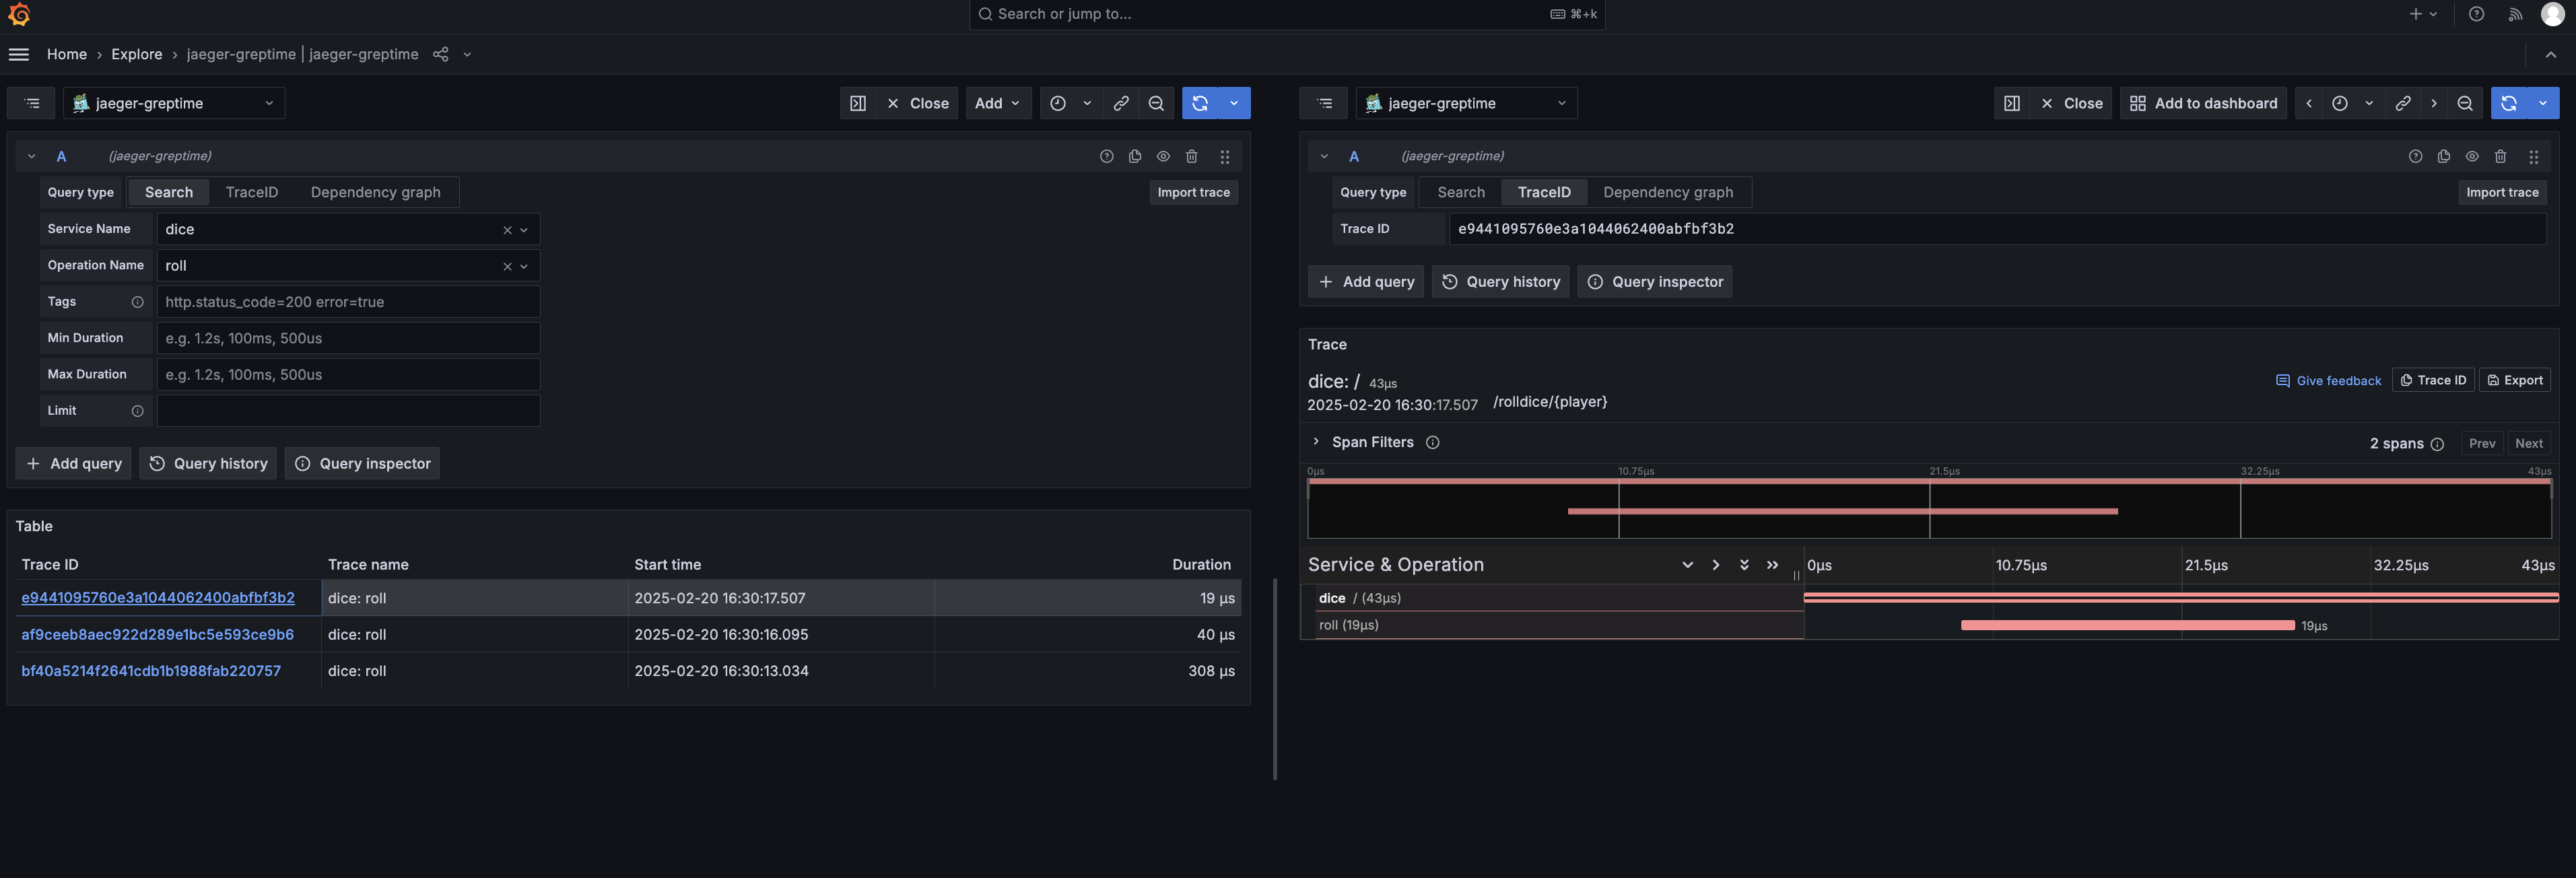 Search or jump to...
⌘+k
Home › Explore › jaeger-greptime | jaeger-greptime
jaeger-greptime
Close
Add
A
(jaeger-greptime)
Query type
Search
TraceID
Dependency graph
Import trace
Service Name
dice
Operation Name
roll
Tags
http.status_code=200 error=true
Min Duration
e.g. 1.2s, 100ms, 500us
Max Duration
e.g. 1.2s, 100ms, 500us
Limit
Add query
Query history
Query inspector
Table
Trace ID Trace name Start time Duration
e9441095760e3a1044062400abfbf3b2 dice: roll 2025-02-20 16:30:17.507 19 µs
af9ceeb8aec922d289e1bc5e593ce9b6 dice: roll 2025-02-20 16:30:16.095 40 µs
bf40a5214f2641cdb1b1988fab220757 dice: roll 2025-02-20 16:30:13.034 308 µs
jaeger-greptime
Close
Add to dashboard
A
(jaeger-greptime)
Query type
Search
TraceID
Dependency graph
Import trace
Trace ID
e9441095760e3a1044062400abfbf3b2
Add query
Query history
Query inspector
Trace
dice: / 43µs
Give feedback
Trace ID
Export
2025-02-20 16:30:17.507 /rolldice/{player}
Span Filters
2 spans
Prev
Next
0µs 10.75µs 21.5µs 32.25µs 43µs
Service & Operation
0µs 10.75µs 21.5µs 32.25µs 43µs
dice / (43µs)
roll (19µs)
19µs